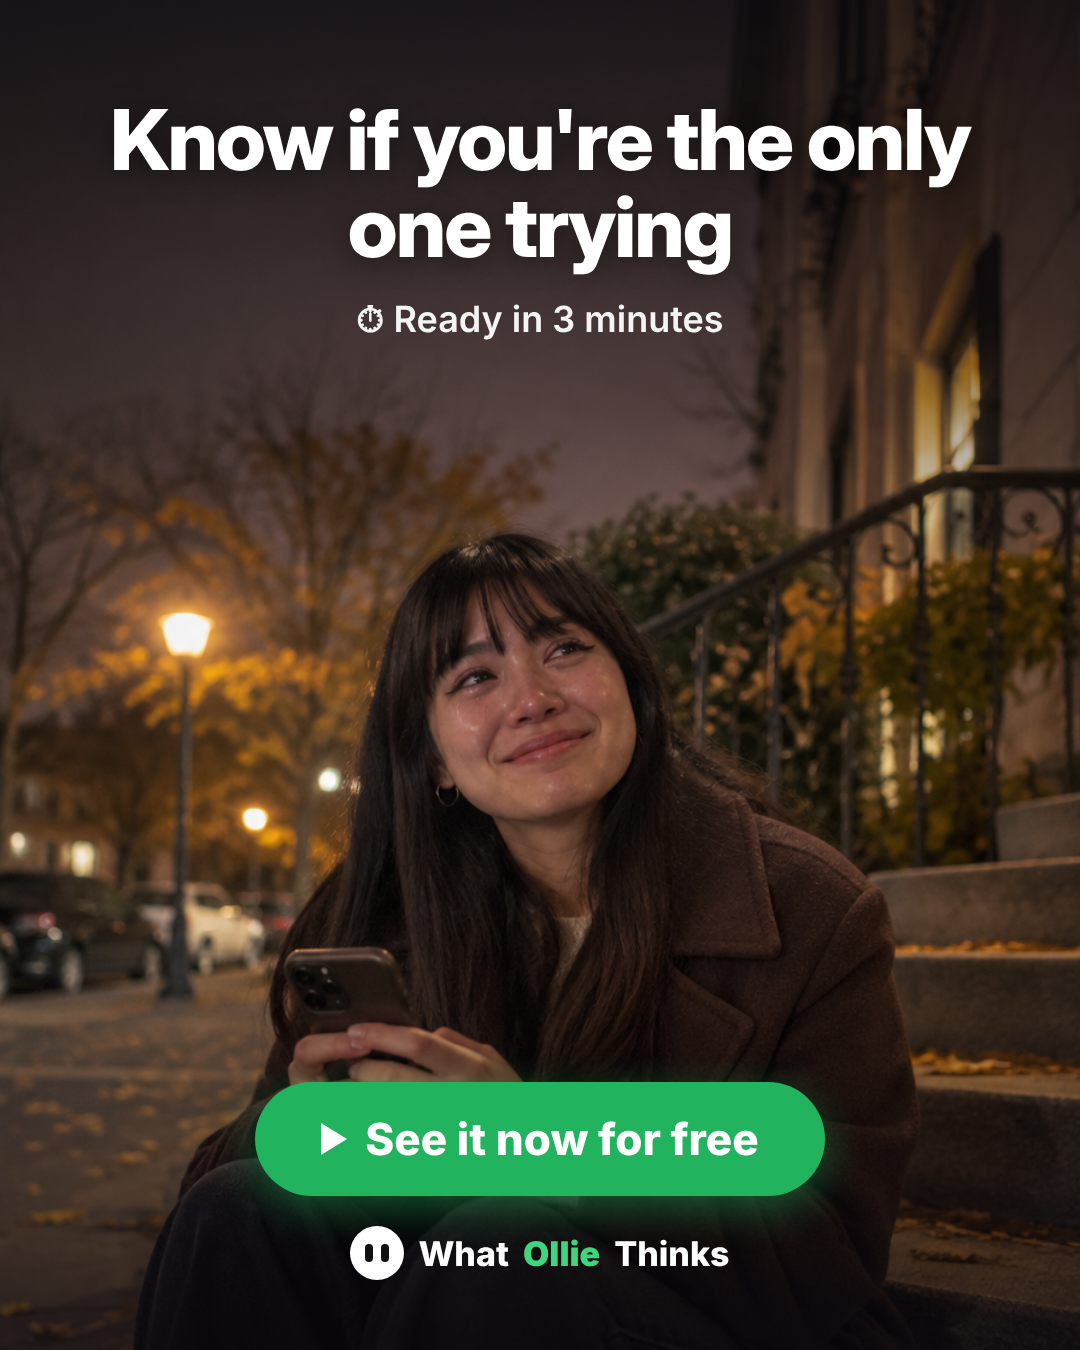 Know if you're the only
one trying
⏱ Ready in 3 minutes
▶ See it now for free
What Ollie Thinks